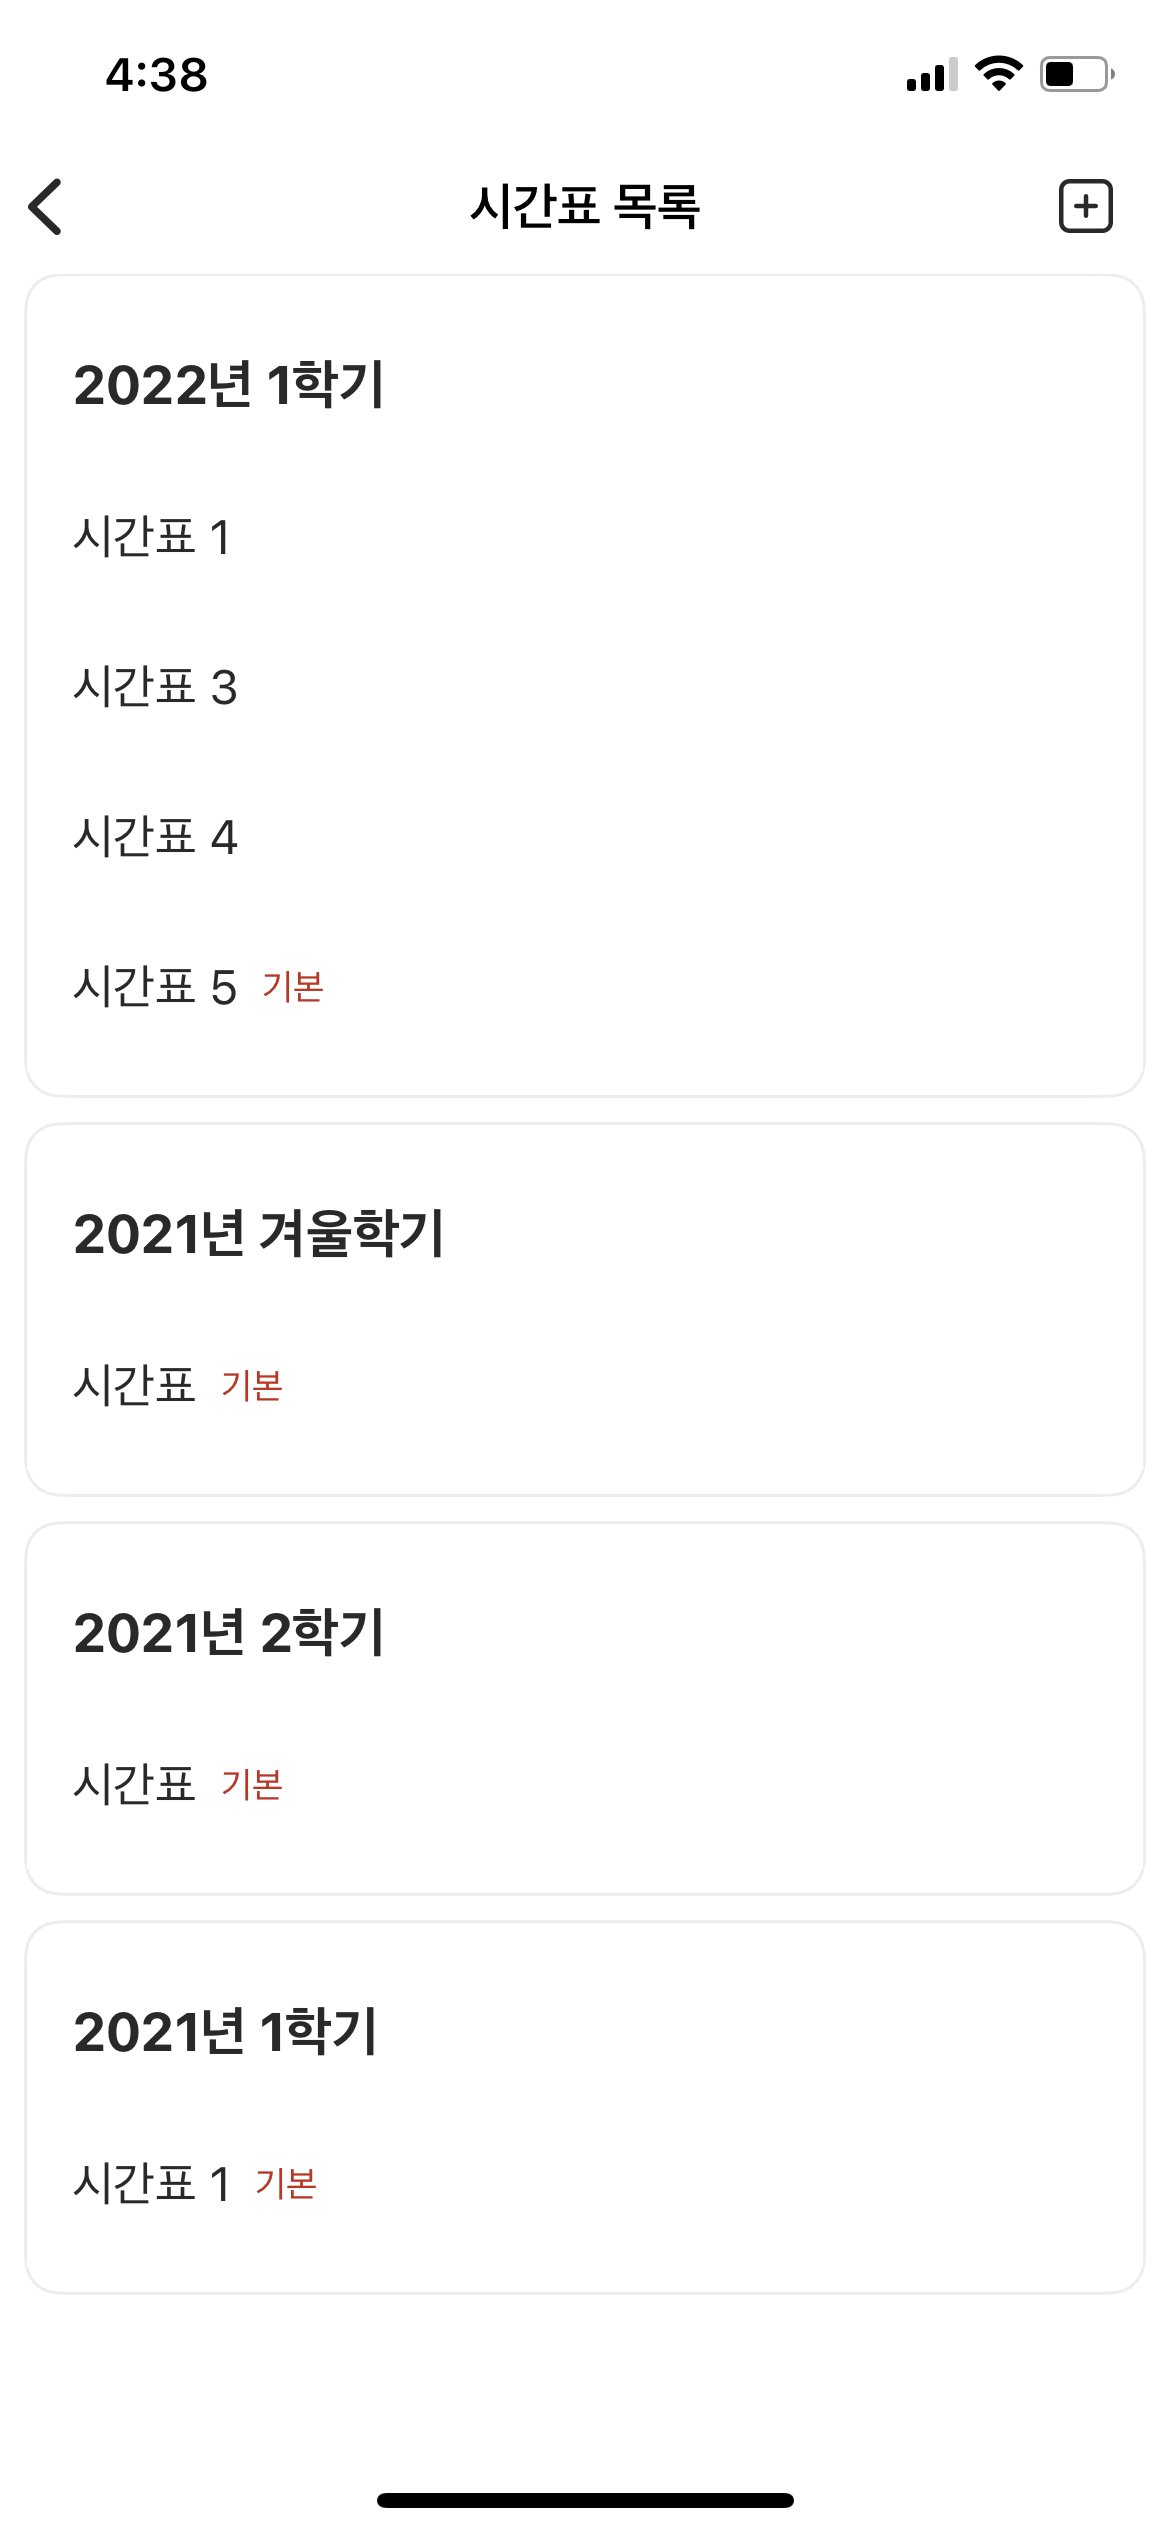 4:38
시간표 목록
2022년 1학기
시간표 1
시간표 3
시간표 4
시간표 5 기본
2021년 겨울학기
시간표 기본
2021년 2학기
시간표 기본
2021년 1학기
시간표 1 기본